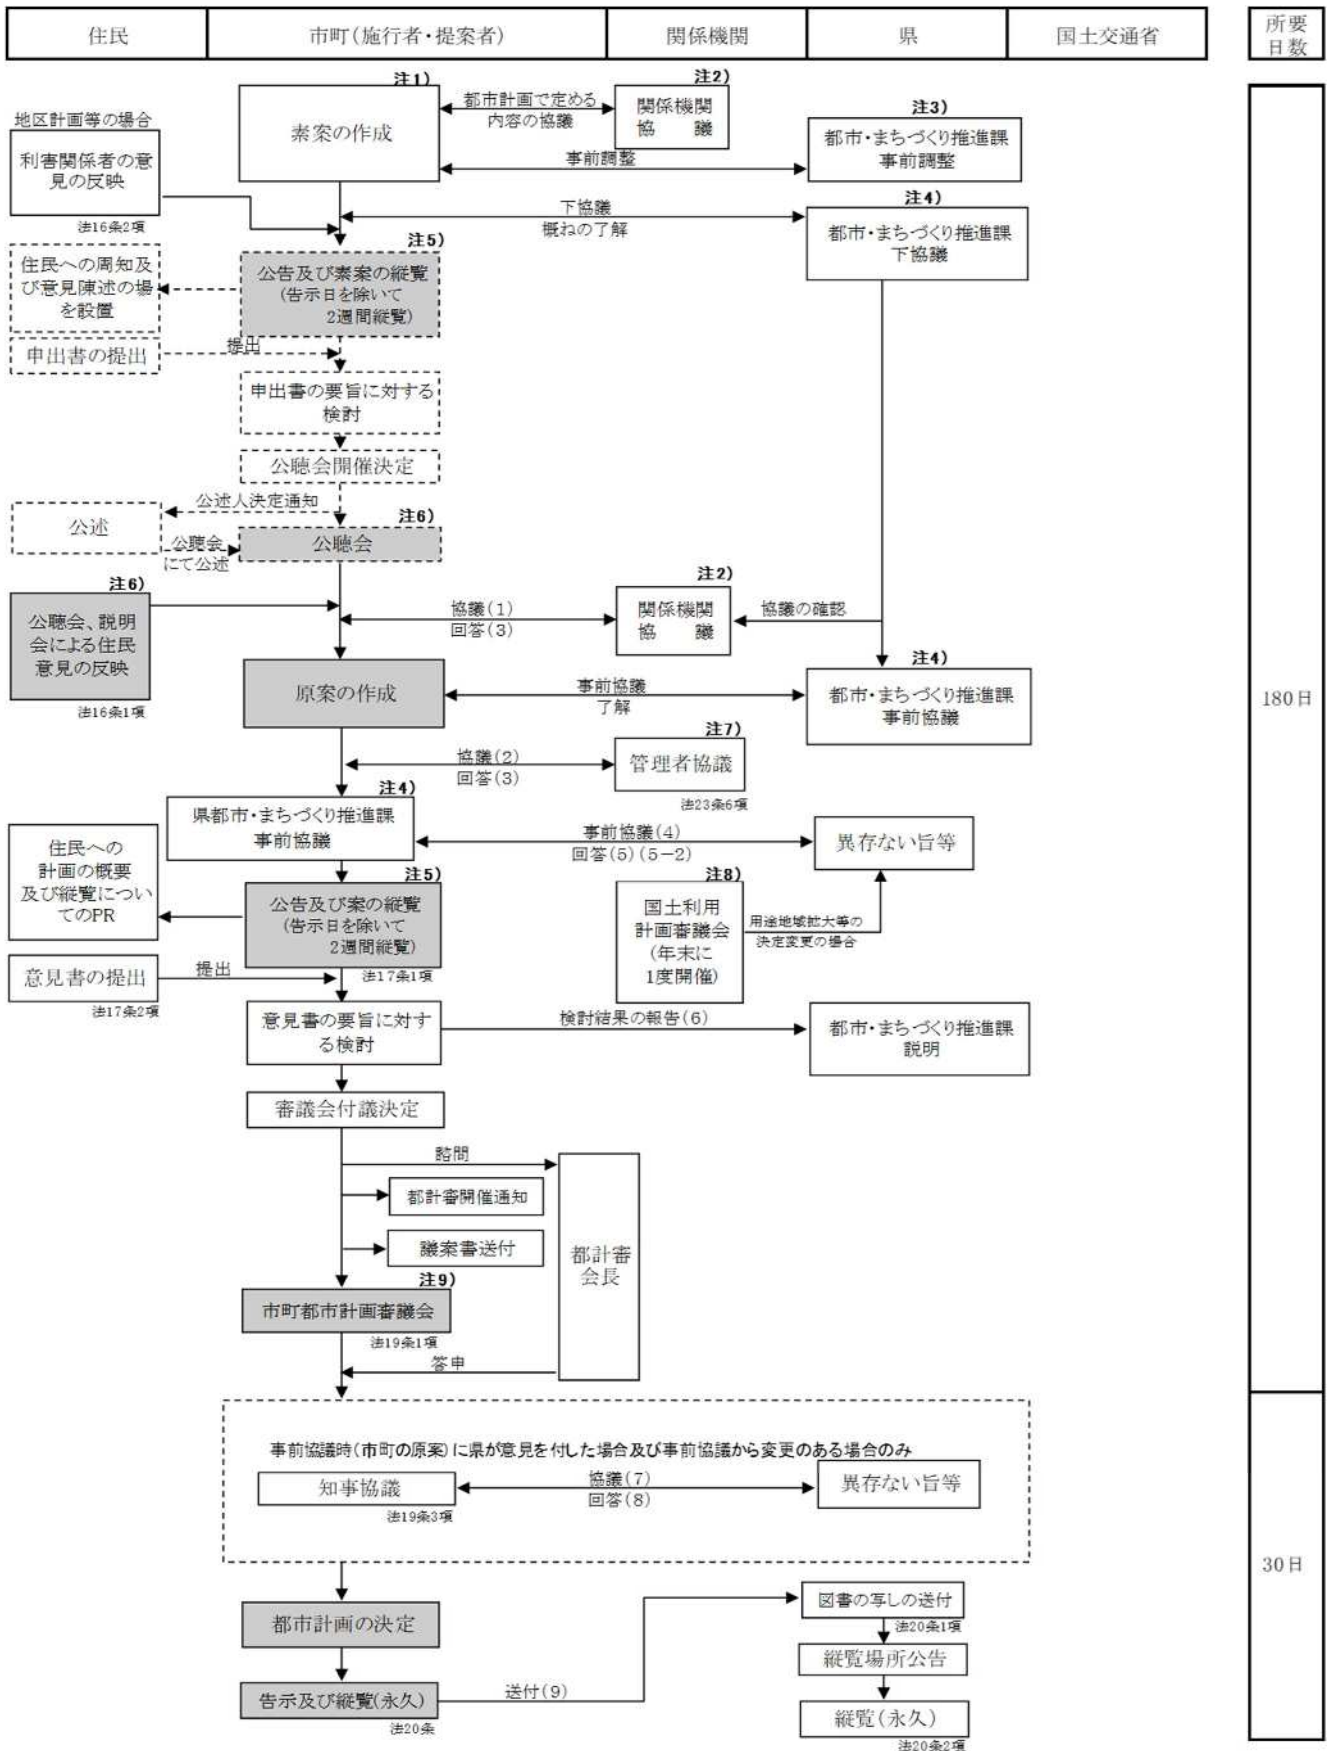 住民
市町(施行者・提案者)
関係機関
県
国土交通省
所要
日数
注1)
素案の作成
都市計画で定める
内容の協議
注2)
関係機関
協　議
注3)
都市・まちづくり推進課
事前調整
事前調整
地区計画等の場合
利害関係者の意
見の反映
法16条2項
下協議
概ねの了解
注4)
都市・まちづくり推進課
下協議
注5)
公告及び素案の縦覧
(告示日を除いて
2週間縦覧)
住民への周知及
び意見陳述の場
を設置
申出書の提出
提出
申出書の要旨に対する
検討
公聴会開催決定
公述人決定通知
公述
公聴会
にて公述
注6)
公聴会
注6)
公聴会、説明
会による住民
意見の反映
法16条1項
協議(1)
回答(3)
注2)
関係機関
協　議
協議の確認
原案の作成
事前協議
了解
注4)
都市・まちづくり推進課
事前協議
180日
協議(2)
回答(3)
注7)
管理者協議
法23条6項
注4)
県都市・まちづくり推進課
事前協議
事前協議(4)
回答(5)(5−2)
異存ない旨等
住民への
計画の概要
及び縦覧につい
てのPR
注5)
公告及び案の縦覧
(告示日を除いて
2週間縦覧)
法17条1項
注8)
国土利用
計画審議会
(年末に
1度開催)
用途地域拡大等の
決定変更の場合
意見書の提出
法17条2項
提出
意見書の要旨に対す
る検討
検討結果の報告(6)
都市・まちづくり推進課
説明
審議会付議決定
諮問
都計審開催通知
議案書送付
都計審
会長
注9)
市町都市計画審議会
法19条1項
答申
事前協議時(市町の原案)に県が意見を付した場合及び事前協議から変更のある場合のみ
知事協議
法19条3項
協議(7)
回答(8)
異存ない旨等
30日
都市計画の決定
図書の写しの送付
法20条1項
縦覧場所公告
告示及び縦覧(永久)
法20条
送付(9)
縦覧(永久)
法20条2項